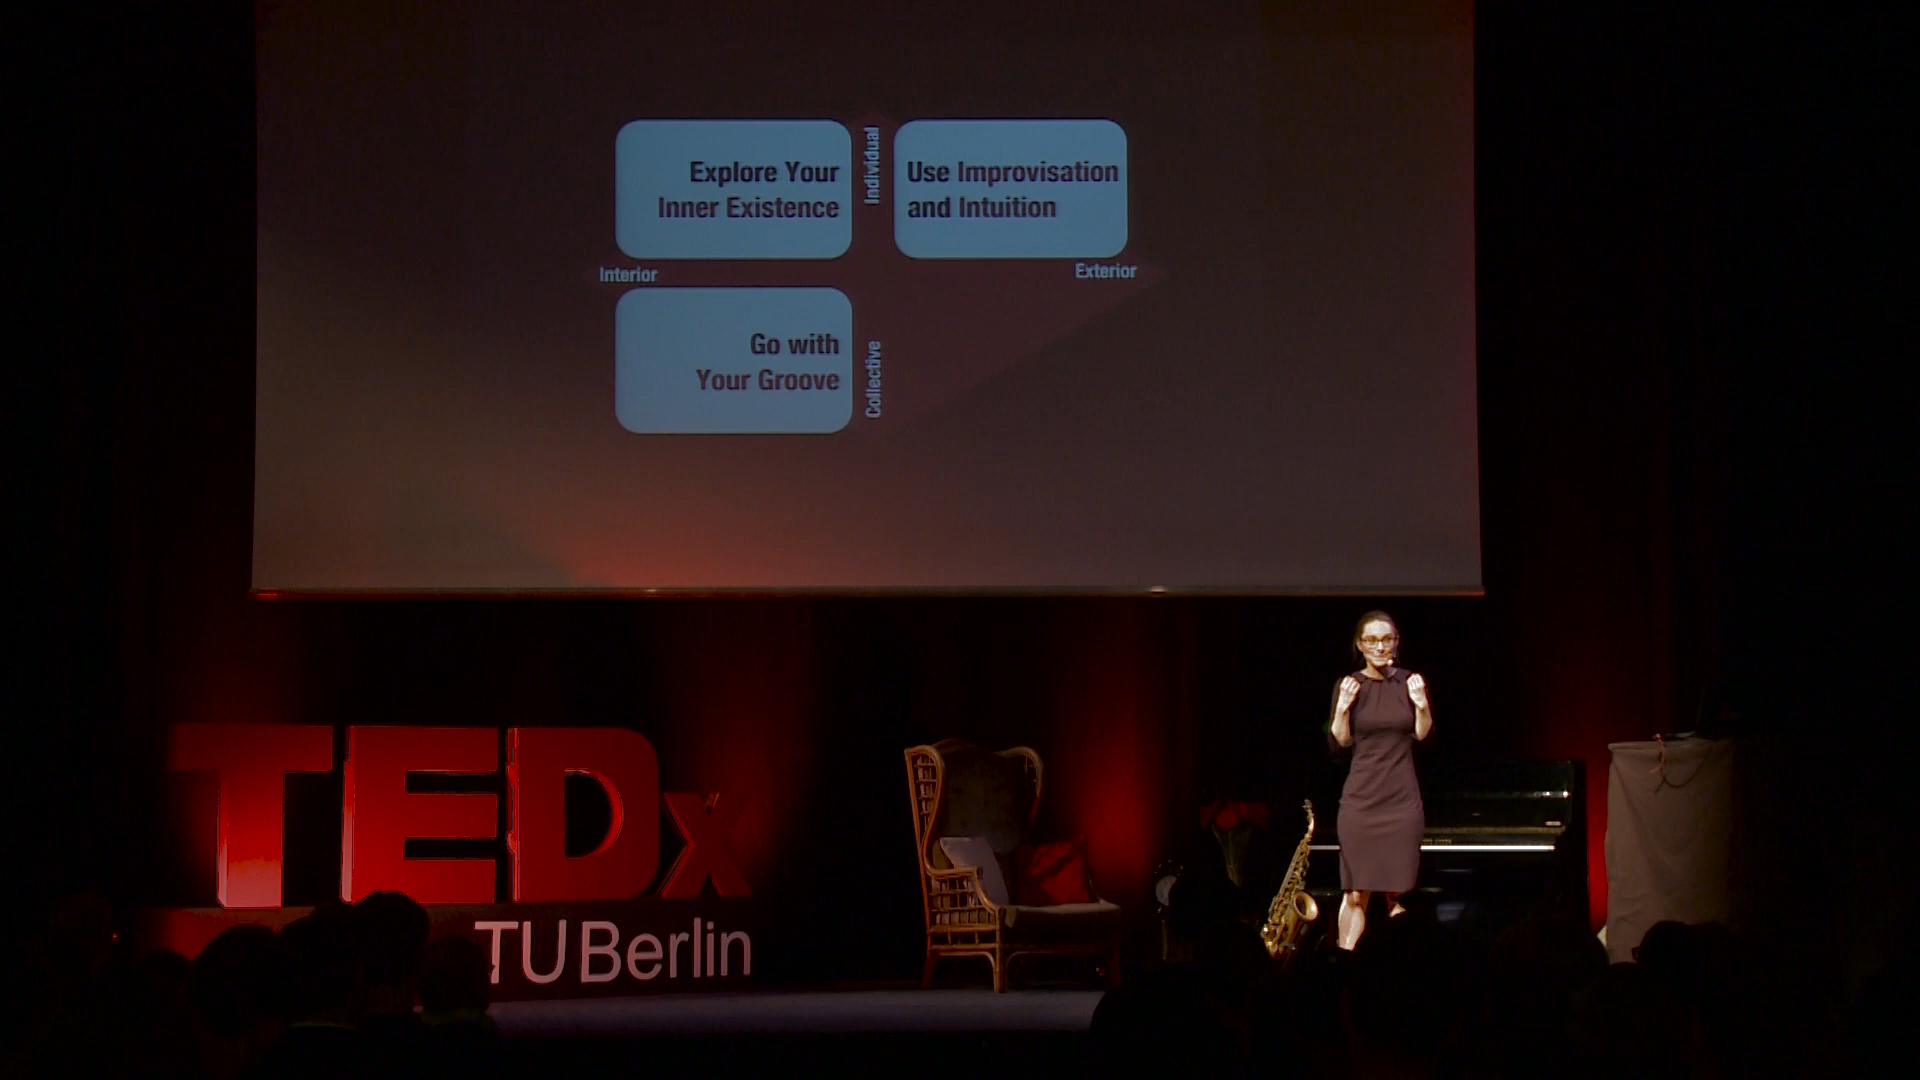 Explore Your
Inner Existence
Individual
Use Improvisation
and Intuition
Interior
Exterior
Go with
Your Groove
Collective
TEDx
TU Berlin